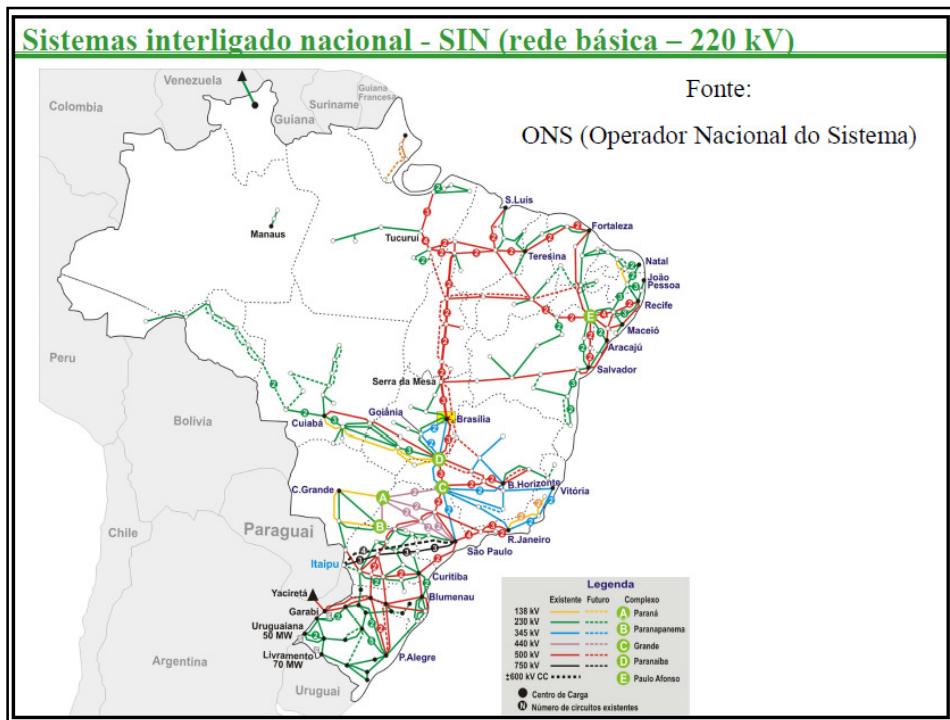 Sistemas interligado nacional - SIN (rede básica – 220 kV)
Fonte:
ONS (Operador Nacional do Sistema)
Venezuela
Colombia
Guiana
Suriname
Guiana
Francesa
Manaus
Tucuruí
S.Luís
Fortaleza
Teresina
Natal
João
Pessoa
Recife
Maceió
Aracajú
Salvador
Peru
Serra da Mesa
Bolívia
Goiânia
Brasília
Cuiabá
B.Horizonte
Vitória
C.Grande
Chile
Paraguai
R.Janeiro
São Paulo
Itaipu
Curitiba
Blumenau
Yaciretá
Garabi
Uruguaiana
50 MW
Livramento
70 MW
P.Alegre
Argentina
Uruguai
Legenda
Existente Futuro Complexo
138 kV A Paraná
230 kV B Paranapanema
345 kV C Grande
440 kV D Paranaíba
500 kV E Paulo Afonso
750 kV
±600 kV CC
Centro de Carga
N Número de circuitos existentes